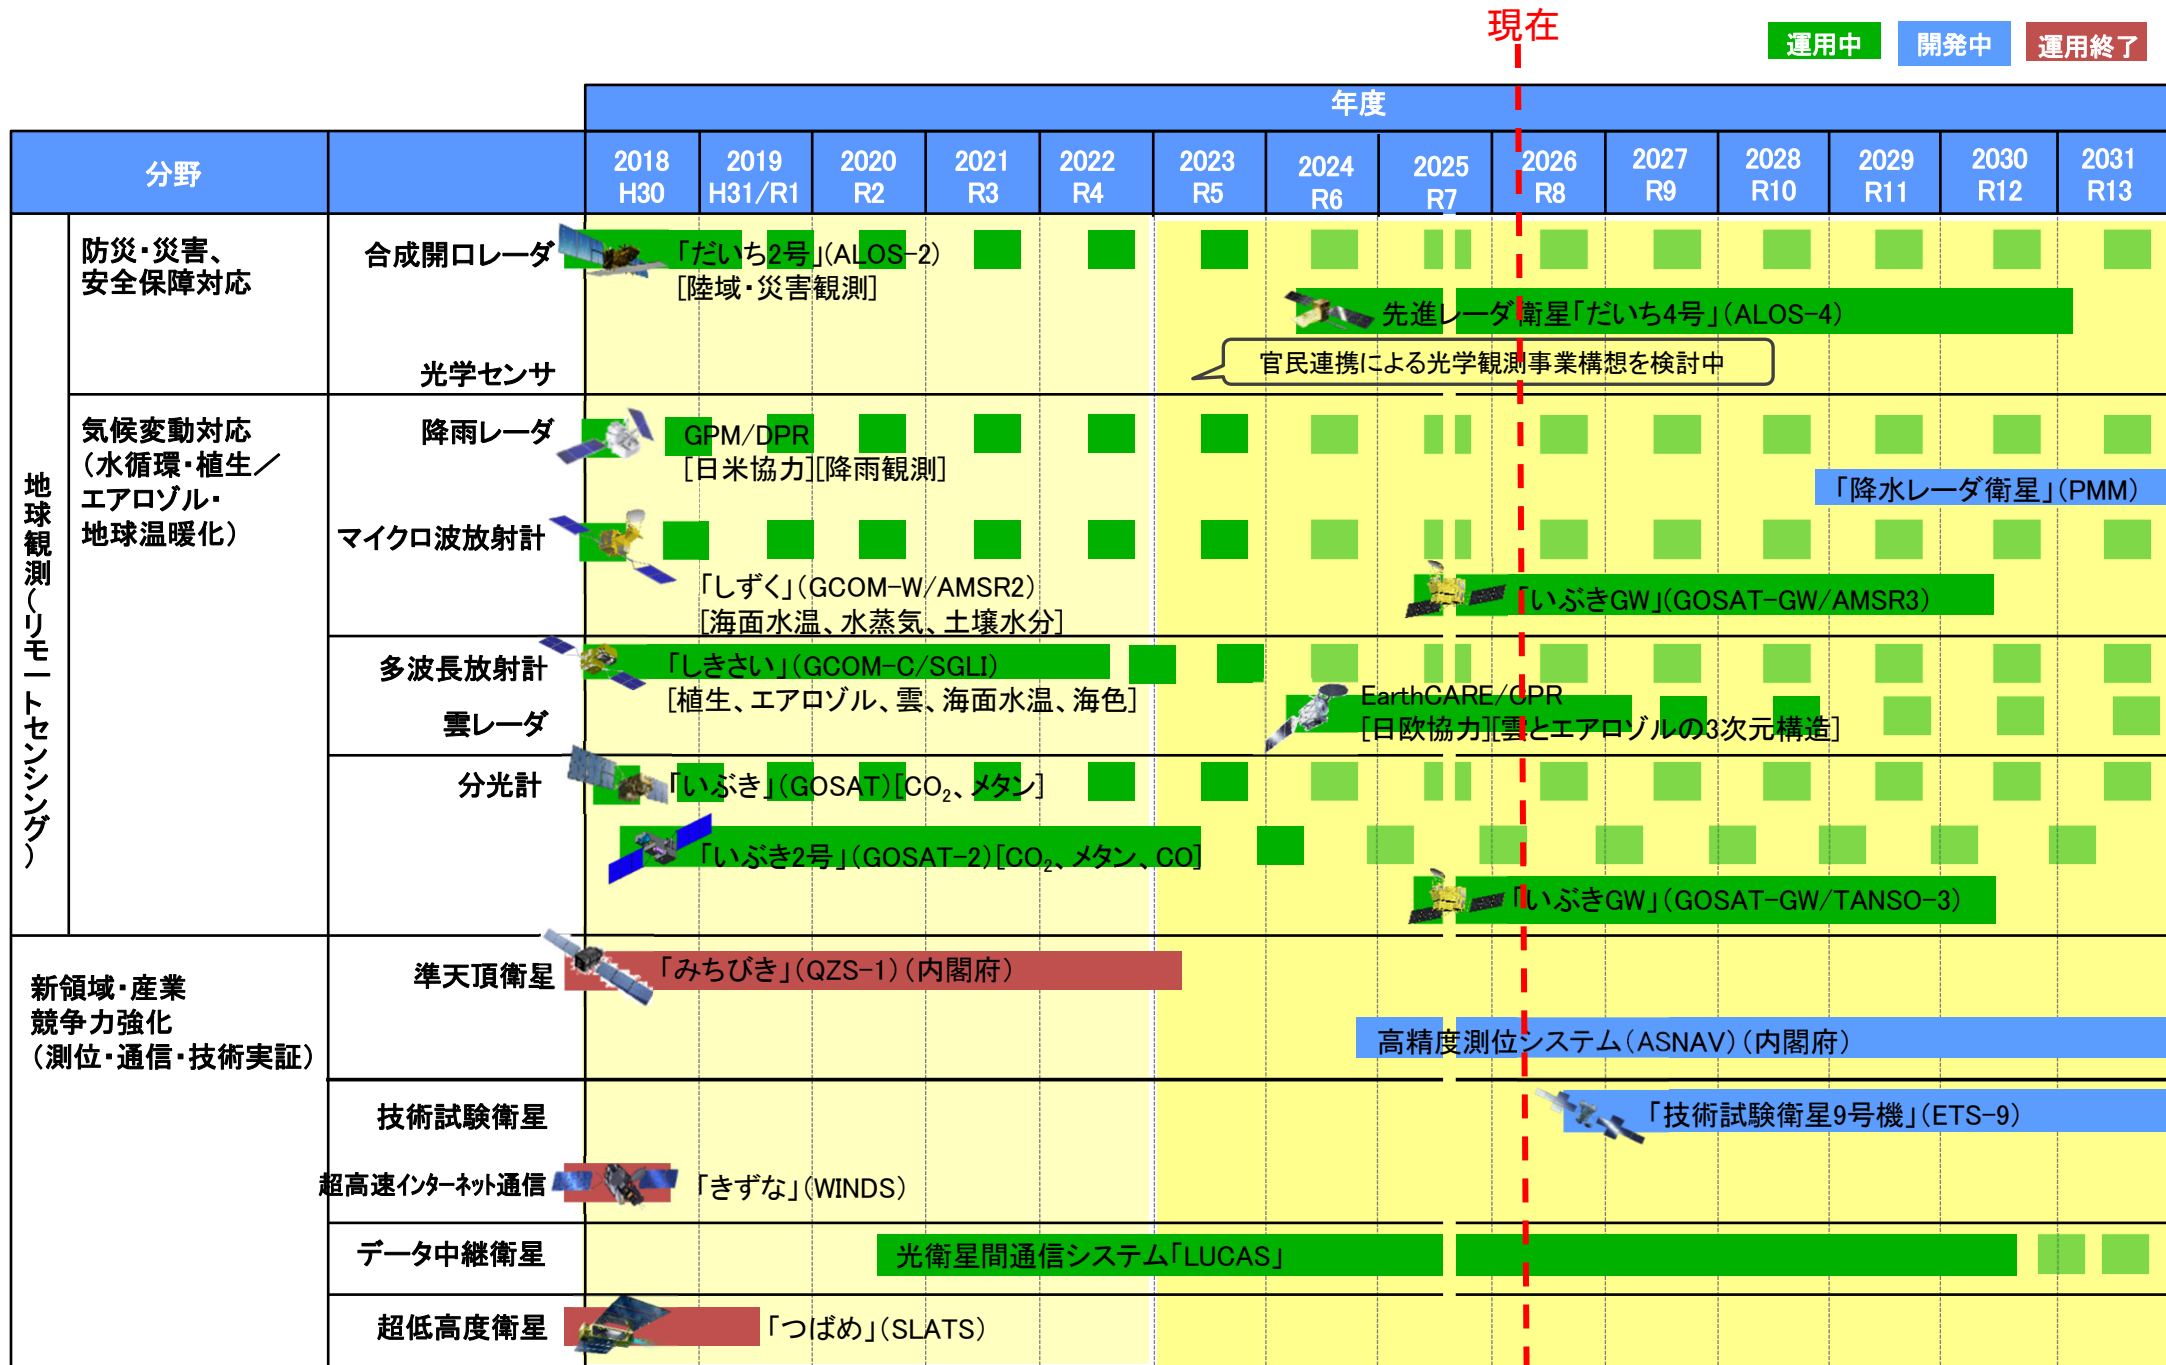 現在
運用中
開発中
運用終了
年度
分野
2018
H30
2019
H31/R1
2020
R2
2021
R3
2022
R4
2023
R5
2024
R6
2025
R7
2026
R8
2027
R9
2028
R10
2029
R11
2030
R12
2031
R13
地球観測(リモートセンシング)
防災・災害、
安全保障対応
合成開口レーダ
「だいち2号」(ALOS-2)
[陸域・災害観測]
先進レーダ衛星「だいち4号」(ALOS-4)
光学センサ
官民連携による光学観測事業構想を検討中
気候変動対応
(水循環・植生/
エアロゾル・
地球温暖化)
降雨レーダ
GPM/DPR
[日米協力][降雨観測]
「降水レーダ衛星」(PMM)
マイクロ波放射計
「しずく」(GCOM-W/AMSR2)
[海面水温、水蒸気、土壌水分]
「いぶきGW」(GOSAT-GW/AMSR3)
多波長放射計
「しきさい」(GCOM-C/SGLI)
[植生、エアロゾル、雲、海面水温、海色]
雲レーダ
EarthCARE/CPR
[日欧協力][雲とエアロゾルの3次元構造]
分光計
「いぶき」(GOSAT)[CO₂、メタン]
「いぶき2号」(GOSAT-2)[CO₂、メタン、CO]
「いぶきGW」(GOSAT-GW/TANSO-3)
新領域・産業
競争力強化
(測位・通信・技術実証)
準天頂衛星
「みちびき」(QZS-1)(内閣府)
高精度測位システム(ASNAV)(内閣府)
技術試験衛星
「技術試験衛星9号機」(ETS-9)
超高速インターネット通信
「きずな」(WINDS)
データ中継衛星
光衛星間通信システム「LUCAS」
超低高度衛星
「つばめ」(SLATS)